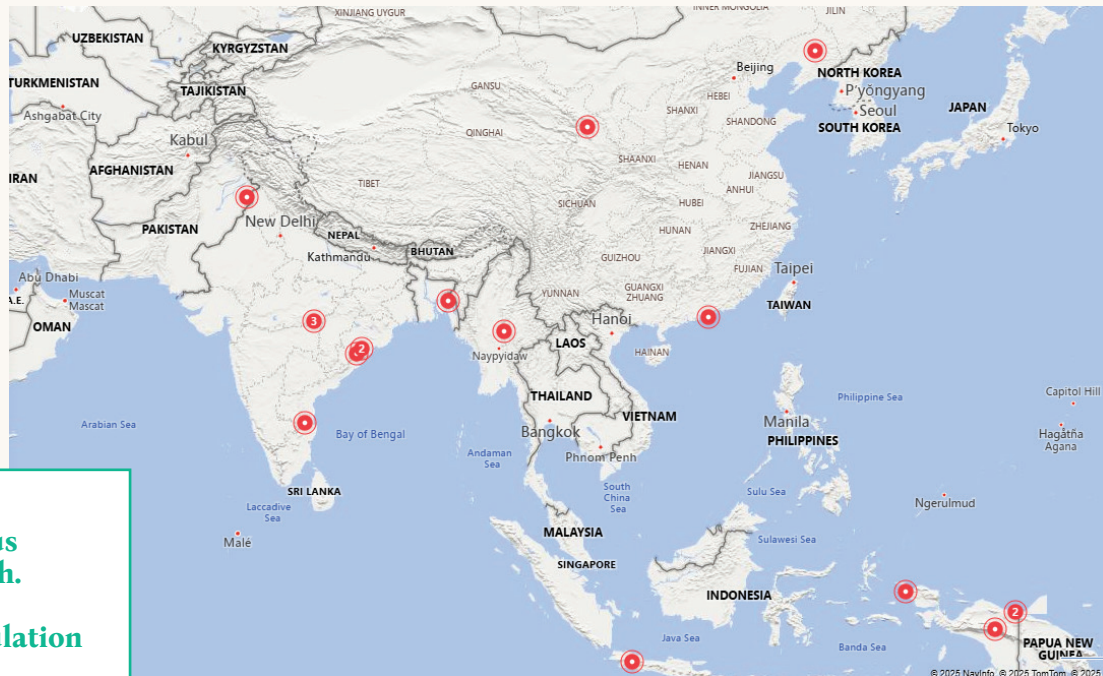 XINJIANG UYGUR
INNER MONGOLIA
JILIN
UZBEKISTAN
KYRGYZSTAN
TURKMENISTAN
TAJIKISTAN
GANSU
Beijing
NORTH KOREA
HEBEI
P'yŏngyang
Ashgabat City
SHANXI
Seoul
JAPAN
SHANDONG
Tokyo
Kabul
QINGHAI
SOUTH KOREA
SHAANXI
HENAN
IRAN
AFGHANISTAN
JIANGSU
TIBET
ANHUI
SICHUAN
HUBEI
New Delhi
ZHEJIANG
PAKISTAN
NEPAL
HUNAN
BHUTAN
JIANGXI
Kathmandu
GUIZHOU
FUJIAN
Abu Dhabi
Taipei
YUNNAN
GUANGXI
ZHUANG
A.E.
Muscat
Mascat
TAIWAN
OMAN
3
Hanoi
LAOS
2
Naypyidaw
HAINAN
THAILAND
Capitol Hill
Philippine Sea
Arabian Sea
Bay of Bengal
Bangkok
VIETNAM
Manila
PHILIPPINES
Hagåtña
Agana
Andaman
Sea
Phnom Penh
SRI LANKA
South
China
Sea
Sulu Sea
Ngerulmud
Laccadive
Sea
Malé
MALAYSIA
Sulawesi Sea
SINGAPORE
INDONESIA
2
Java Sea
Banda Sea
PAPUA NEW
GUINEA
us
h.
ulation
© 2025 NavInfo, © 2025 TomTom, © 2025